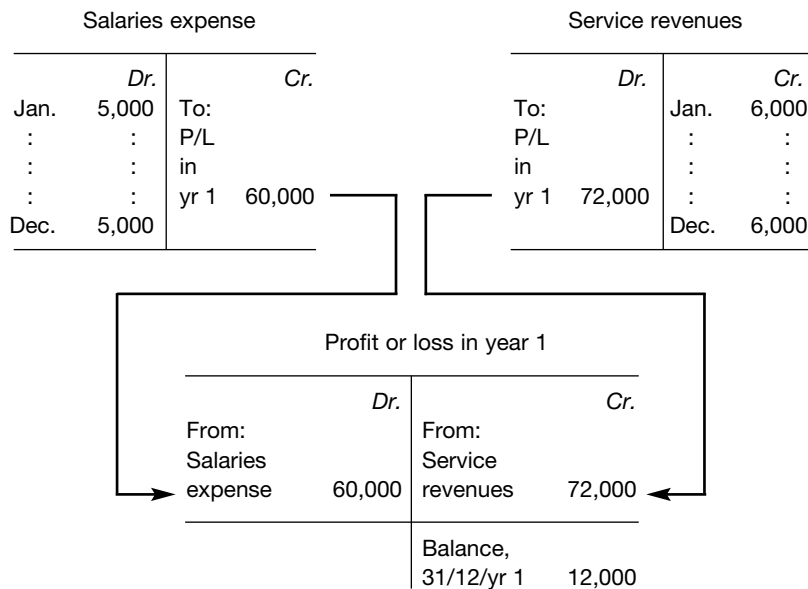 Salaries expense
Service revenues
Dr. Cr.
Jan. 5,000 To:
: : P/L
: : in
: : yr 1 60,000
Dec. 5,000
Dr. Cr.
To: Jan. 6,000
P/L : :
in : :
yr 1 72,000 : :
Dec. 6,000
Profit or loss in year 1
Dr. Cr.
From: From:
Salaries Service
expense 60,000 revenues 72,000
Balance,
31/12/yr 1 12,000